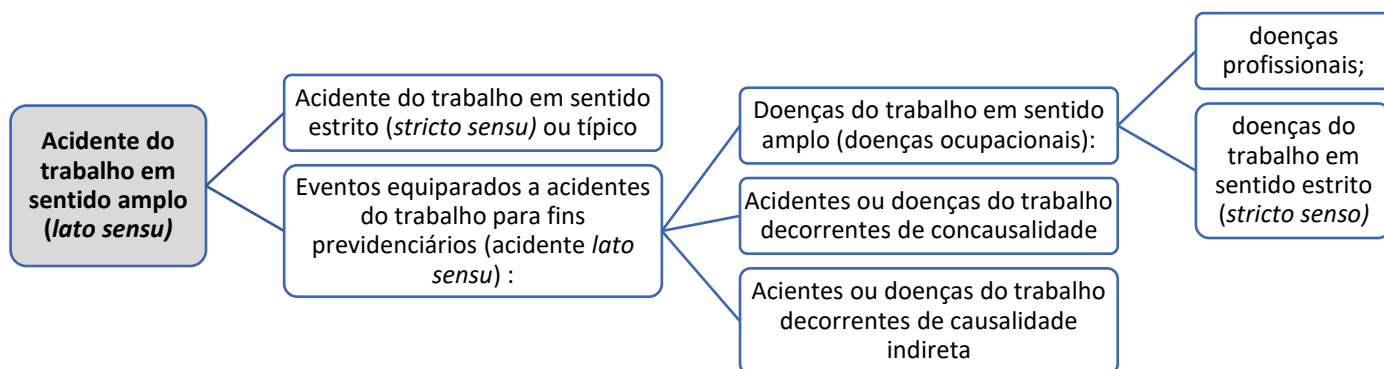 Acidente do
trabalho em
sentido amplo
(lato sensu)
Acidente do trabalho em sentido
estrito (stricto sensu) ou típico
Eventos equiparados a acidentes
do trabalho para fins
previdenciários (acidente lato
sensu) :
Doenças do trabalho em sentido
amplo (doenças ocupacionais):
Acidentes ou doenças do trabalho
decorrentes de concausalidade
Acientes ou doenças do trabalho
decorrentes de causalidade
indireta
doenças
profissionais;
doenças do
trabalho em
sentido estrito
(stricto senso)